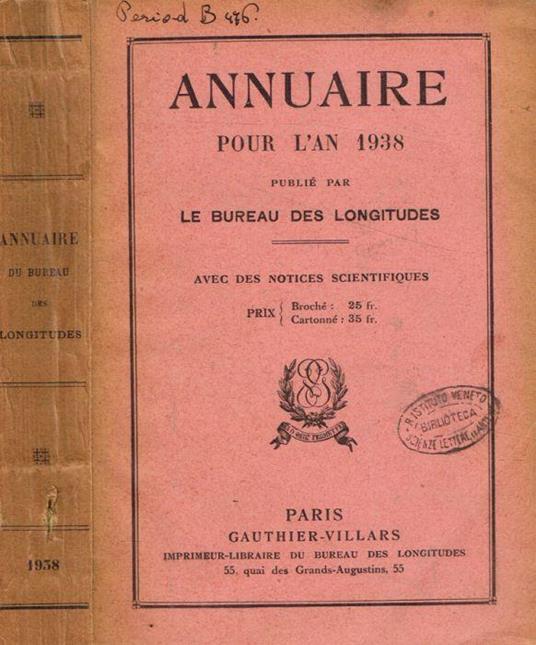 Period B 476.
ANNUAIRE
DU BUREAU
DES
LONGITUDES
1938
ANNUAIRE
POUR L'AN 1938
PUBLIÉ PAR
LE BUREAU DES LONGITUDES
AVEC DES NOTICES SCIENTIFIQUES
PRIX { Broché : 25 fr.
Cartonné : 35 fr.
R. ISTITUTO VENETO
BIBLIOTECA
SCIENZE LETTERE
PARIS
GAUTHIER-VILLARS
IMPRIMEUR-LIBRAIRE DU BUREAU DES LONGITUDES
55, quai des Grands-Augustins, 55